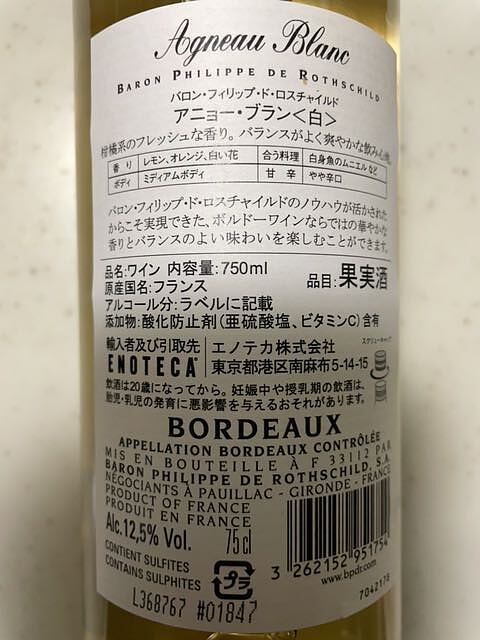 Agneau Blanc
BARON PHILIPPE DE ROTHSCHILD
バロン・フィリップ・ド・ロスチャイルド
アニョー・ブラン<白>
柑橘系のフレッシュな香り。バランスがよく爽やかな飲み心地。
香り レモン、オレンジ、白い花 合う料理 白身魚のムニエルなど
ボディ ミディアムボディ 甘辛 やや辛口
バロン・フィリップ・ド・ロスチャイルドのノウハウが活かされた
からこそ実現できた、ボルドーワインならではの華やかな
香りとバランスのよい味わいを楽しむことができます。
品名:ワイン 内容量:750ml
原産国名:フランス 品目:果実酒
アルコール分:ラベルに記載
添加物:酸化防止剤(亜硫酸塩、ビタミンC)含有
輸入者及び引取先 エノテカ株式会社
ENOTECA® 東京都港区南麻布5-14-15
スクリューキャップ
飲酒は20歳になってから。妊娠中や授乳期の飲酒は、
胎児・乳児の発育に悪影響を与えるおそれがあります。
BORDEAUX
APPELLATION BORDEAUX CONTRÔLÉE
MIS EN BOUTEILLE À F 33112 PAR
BARON PHILIPPE DE ROTHSCHILD, S.A.
NÉGOCIANTS À PAUILLAC - GIRONDE - FRANCE
PRODUCT OF FRANCE
PRODUIT EN FRANCE
Alc.12,5% Vol. 75cl
CONTIENT SULFITES
CONTAINS SULPHITES
プラ
3 262152 951754
www.bpdr.com
7042178
L368767 #01847